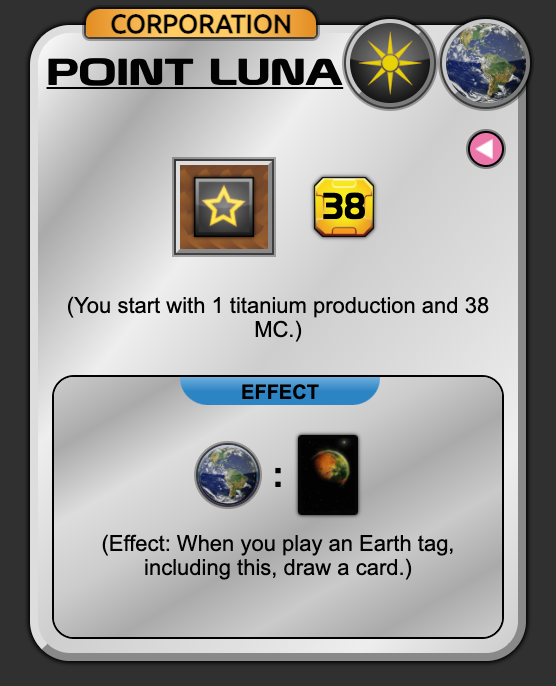 CORPORATION
POINT LUNA
38
(You start with 1 titanium production and 38
MC.)
EFFECT
:
(Effect: When you play an Earth tag,
including this, draw a card.)